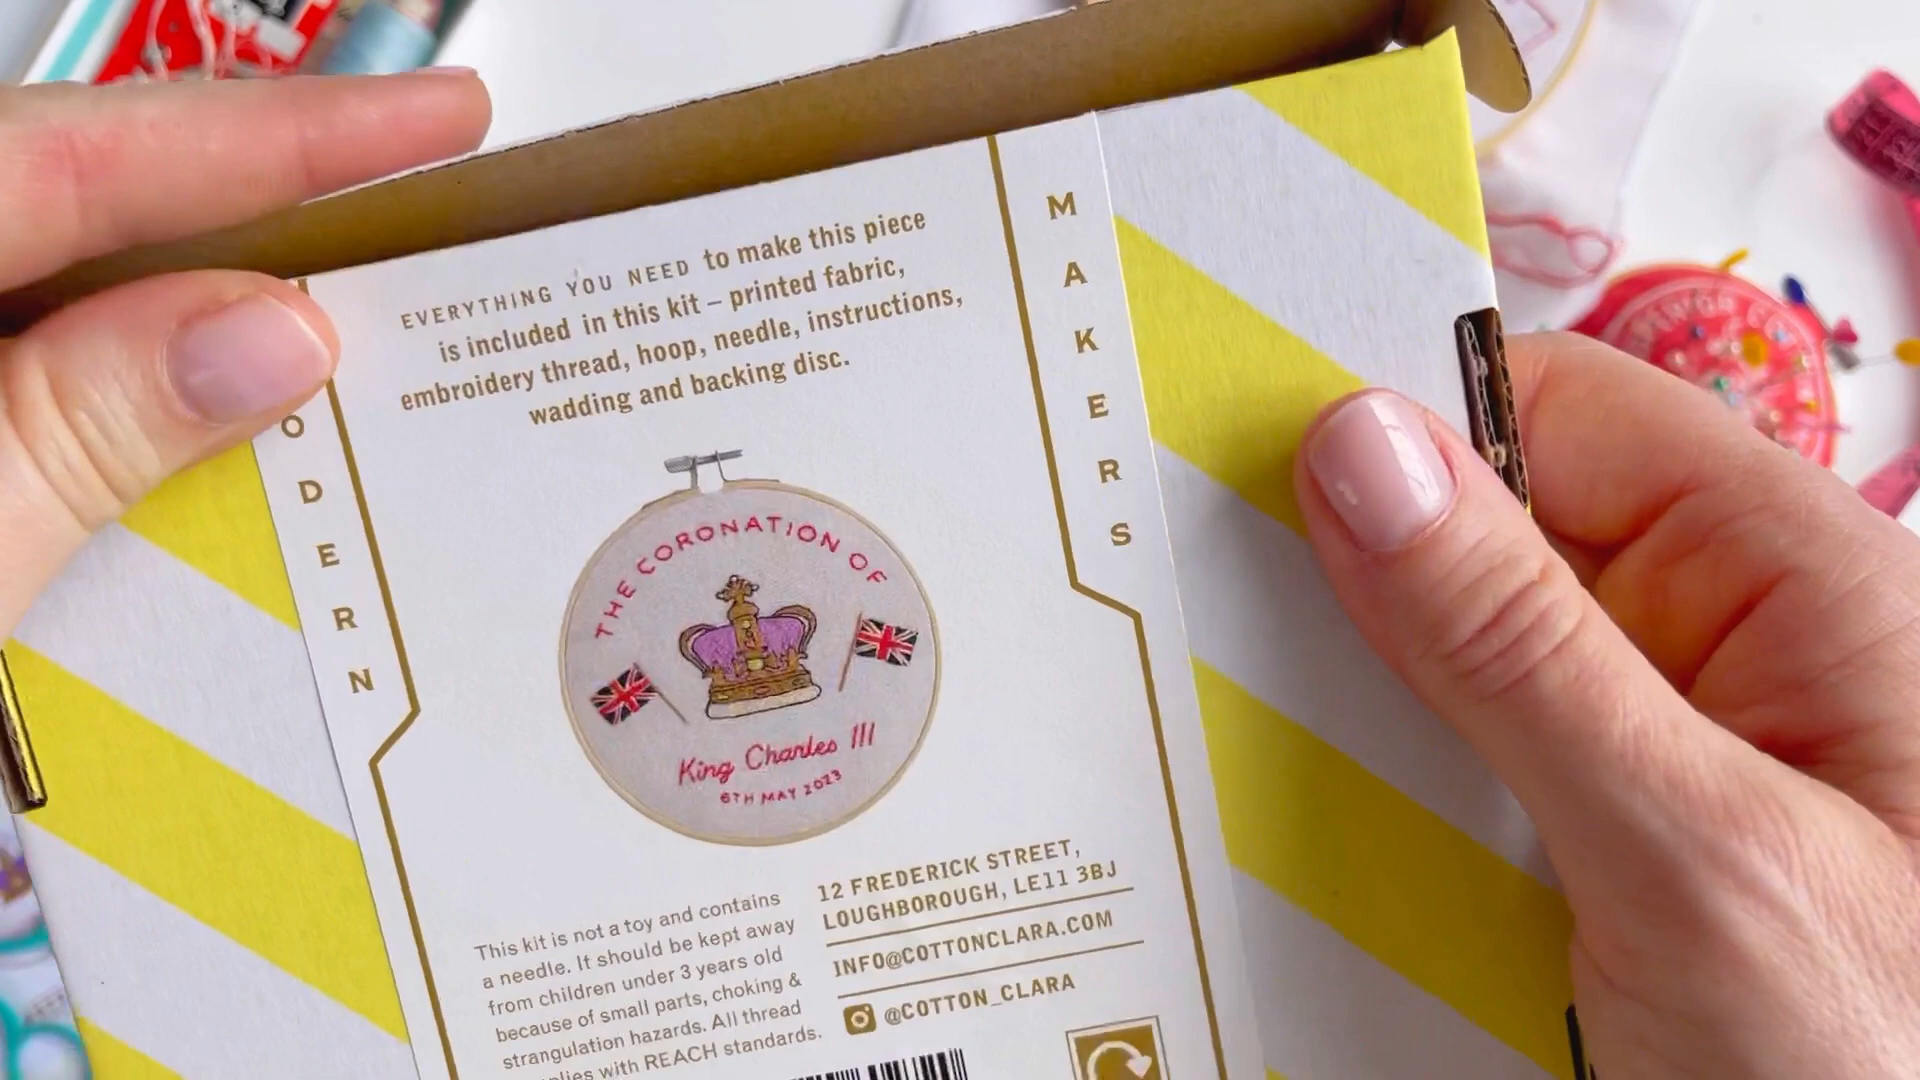 EVERYTHING YOU NEED to make this piece
is included in this kit – printed fabric,
embroidery thread, hoop, needle, instructions,
wadding and backing disc.
ODERN
MAKERS
THE CORONATION OF
King Charles III
6TH MAY 2023
This kit is not a toy and contains
a needle. It should be kept away
from children under 3 years old
because of small parts, choking &
strangulation hazards. All thread
plies with REACH standards.
12 FREDERICK STREET,
LOUGHBOROUGH, LE11 3BJ
INFO@COTTONCLARA.COM
@COTTON_CLARA